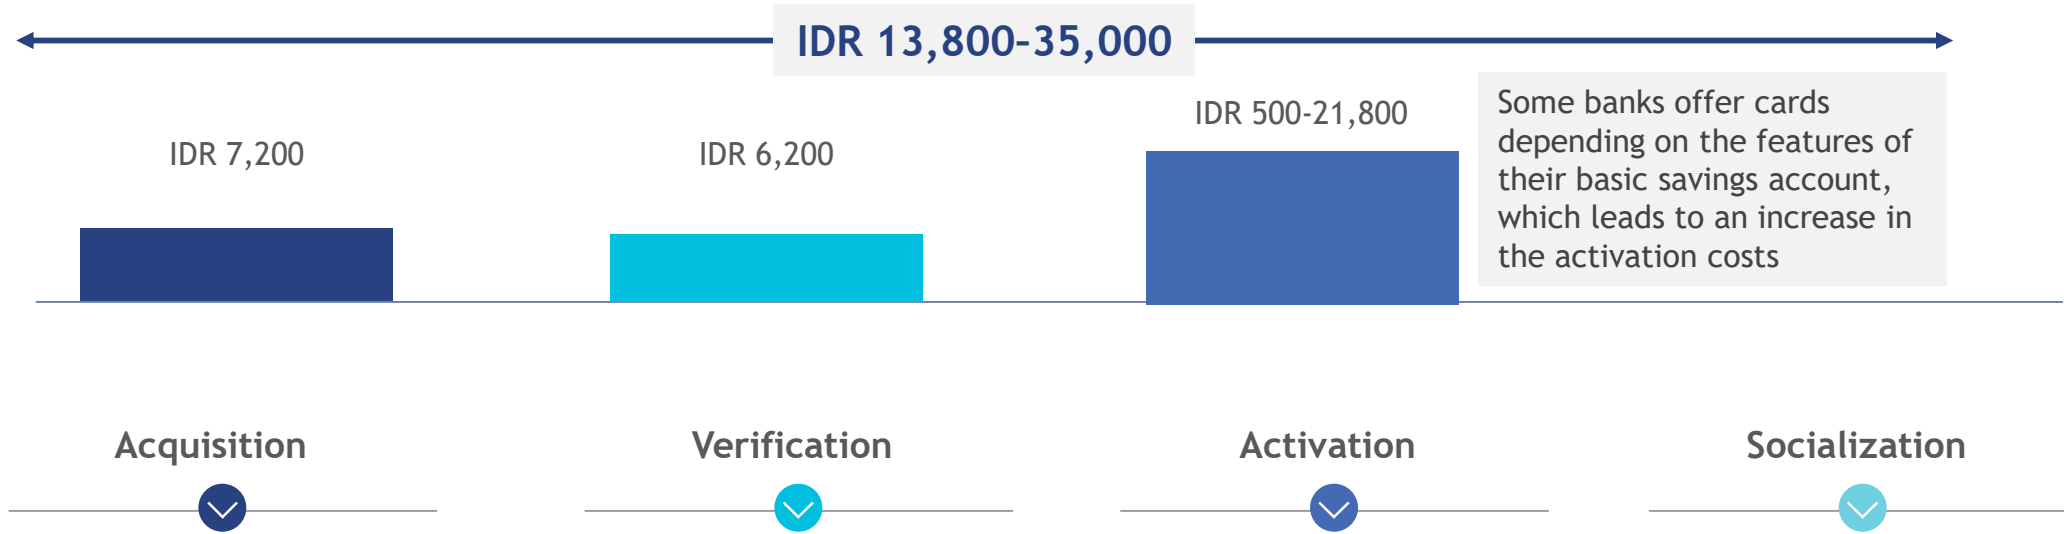 IDR 13,800–35,000
IDR 7,200
IDR 6,200
IDR 500-21,800
Some banks offer cards
depending on the features of
their basic savings account,
which leads to an increase in
the activation costs
Acquisition
Verification
Activation
Socialization